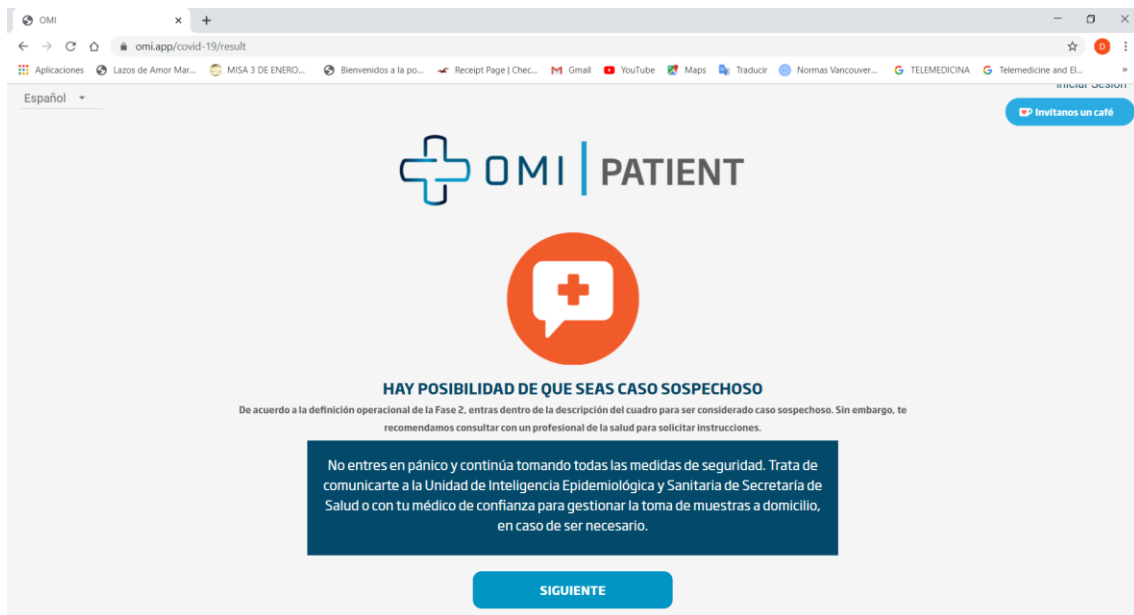 OMI
omi.app/covid-19/result
Aplicaciones Lazos de Amor Mar... MISA 3 DE ENERO... Bienvenidos a la po... Receipt Page | Chec... Gmail YouTube Maps Traducir Normas Vancouver... TELEMEDICINA Telemedicine and El... »
Iniciar Sesión
Español
Invítanos un café
OMI | PATIENT
HAY POSIBILIDAD DE QUE SEAS CASO SOSPECHOSO
De acuerdo a la definición operacional de la Fase 2, entras dentro de la descripción del cuadro para ser considerado caso sospechoso. Sin embargo, te
recomendamos consultar con un profesional de la salud para solicitar instrucciones.
No entres en pánico y continúa tomando todas las medidas de seguridad. Trata de
comunicarte a la Unidad de Inteligencia Epidemiológica y Sanitaria de Secretaría de
Salud o con tu médico de confianza para gestionar la toma de muestras a domicilio,
en caso de ser necesario.
SIGUIENTE